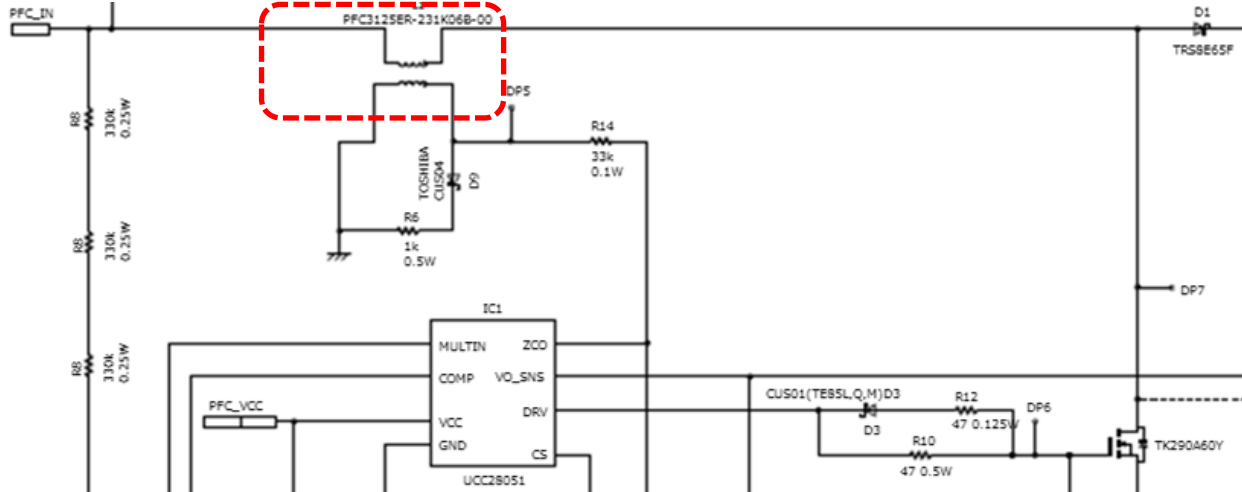 PFC_IN
PFC3125ER-231K06B-00
D1
TRS8E65F
R8
330k
0.25W
DP5
R14
33k
0.1W
TOSHIBA
CUS04
D9
R6
1k
0.5W
R8
330k
0.25W
DP7
IC1
R8
330k
0.25W
MULTIN
ZCO
COMP
VO_SNS
PFC_VCC
VCC
DRV
GND
CS
UCC28051
CUS01(TE85L,Q,M)D3
R12
D3
47 0.125W
DP6
R10
47 0.5W
TK290A60Y